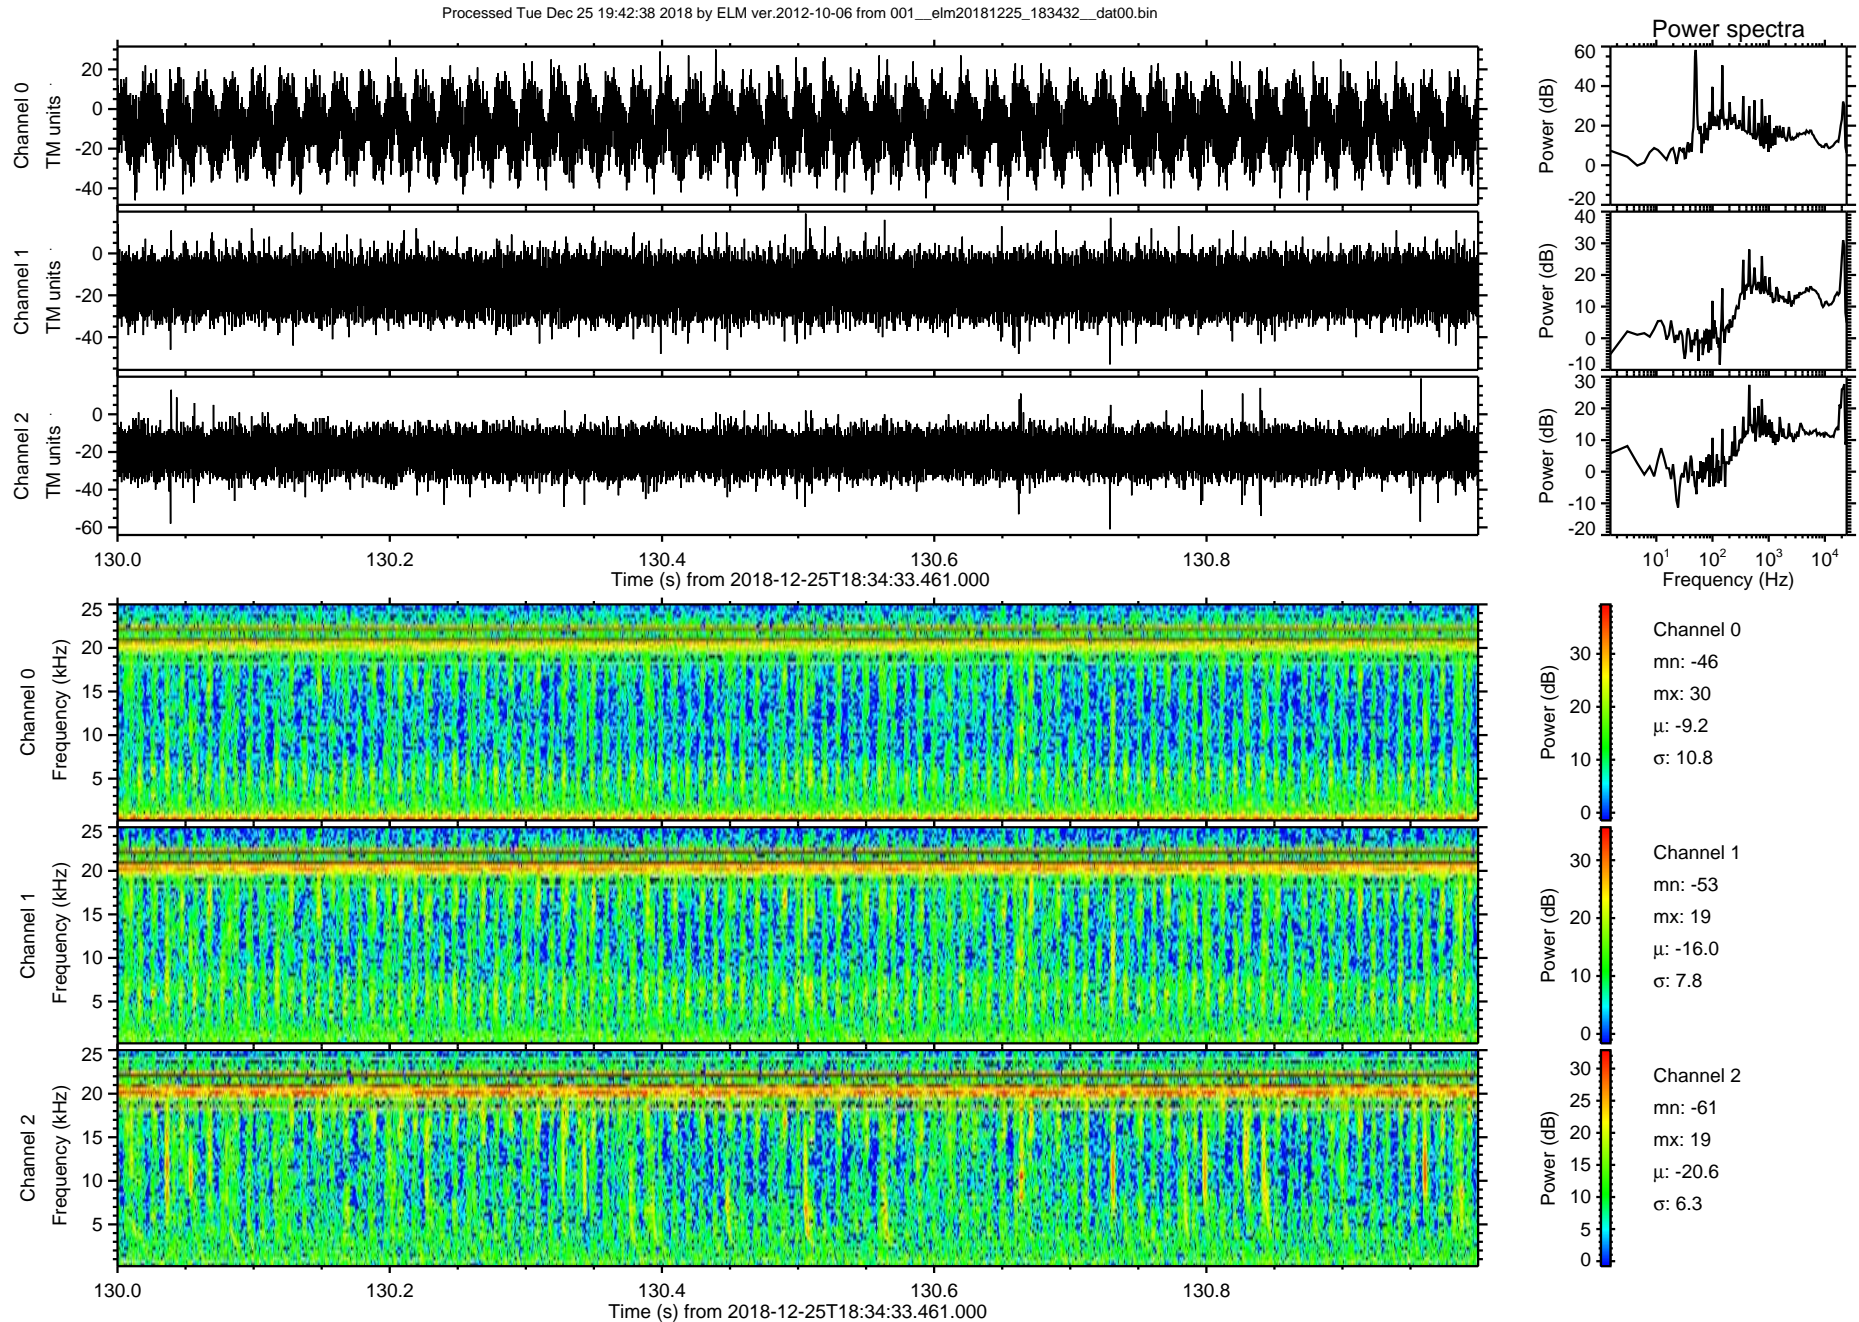 Processed Tue Dec 25 19:42:38 2018 by ELM ver.2012-10-06 from 001__elm20181225_183432__dat00.bin
Power spectra
Channel 0
TM units
20
0
-20
-40
Power (dB)
60
40
20
0
-20
Channel 1
TM units
0
-20
-40
Power (dB)
40
30
20
10
0
-10
Channel 2
TM units
0
-20
-40
-60
Power (dB)
30
20
10
0
-10
-20
130.0 130.2 130.4 130.6 130.8
Time (s) from 2018-12-25T18:34:33.461.000
10¹ 10² 10³ 10⁴
Frequency (Hz)
Channel 0
Frequency (kHz)
25
20
15
10
5
Power (dB)
30
20
10
0
Channel 0
mn: -46
mx: 30
μ: -9.2
σ: 10.8
Channel 1
Frequency (kHz)
25
20
15
10
5
Power (dB)
30
20
10
0
Channel 1
mn: -53
mx: 19
μ: -16.0
σ: 7.8
Channel 2
Frequency (kHz)
25
20
15
10
5
Power (dB)
30
25
20
15
10
5
0
Channel 2
mn: -61
mx: 19
μ: -20.6
σ: 6.3
130.0 130.2 130.4 130.6 130.8
Time (s) from 2018-12-25T18:34:33.461.000